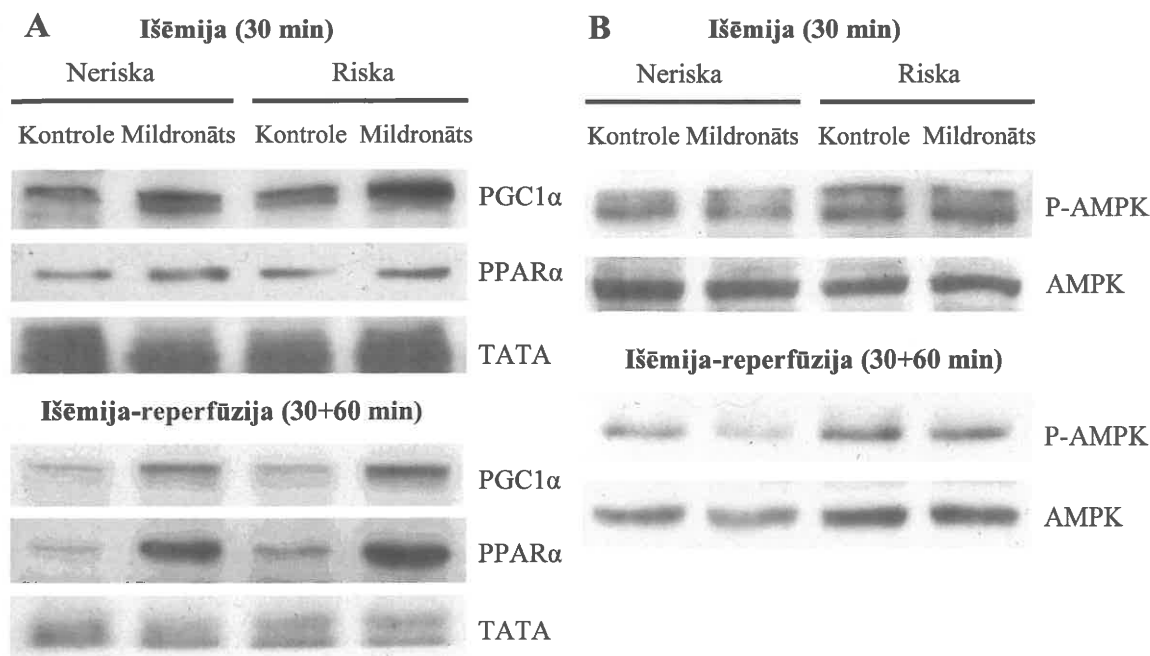 A Išēmija (30 min)
Neriska Riska
Kontrole Mildronāts Kontrole Mildronāts
PGC1α
PPARα
TATA
Išēmija-reperfūzija (30+60 min)
PGC1α
PPARα
TATA
B Išēmija (30 min)
Neriska Riska
Kontrole Mildronāts Kontrole Mildronāts
P-AMPK
AMPK
Išēmija-reperfūzija (30+60 min)
P-AMPK
AMPK